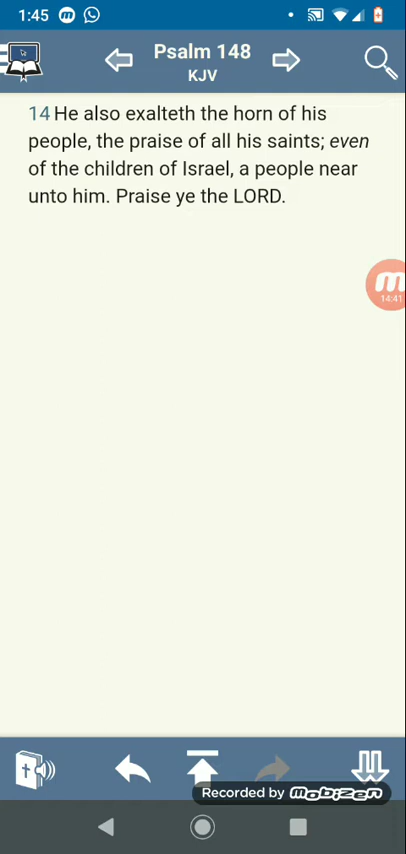 1:45
Psalm 148
KJV
14 He also exalteth the horn of his
people, the praise of all his saints; even
of the children of Israel, a people near
unto him. Praise ye the LORD.
m
14:41
Recorded by mobizen